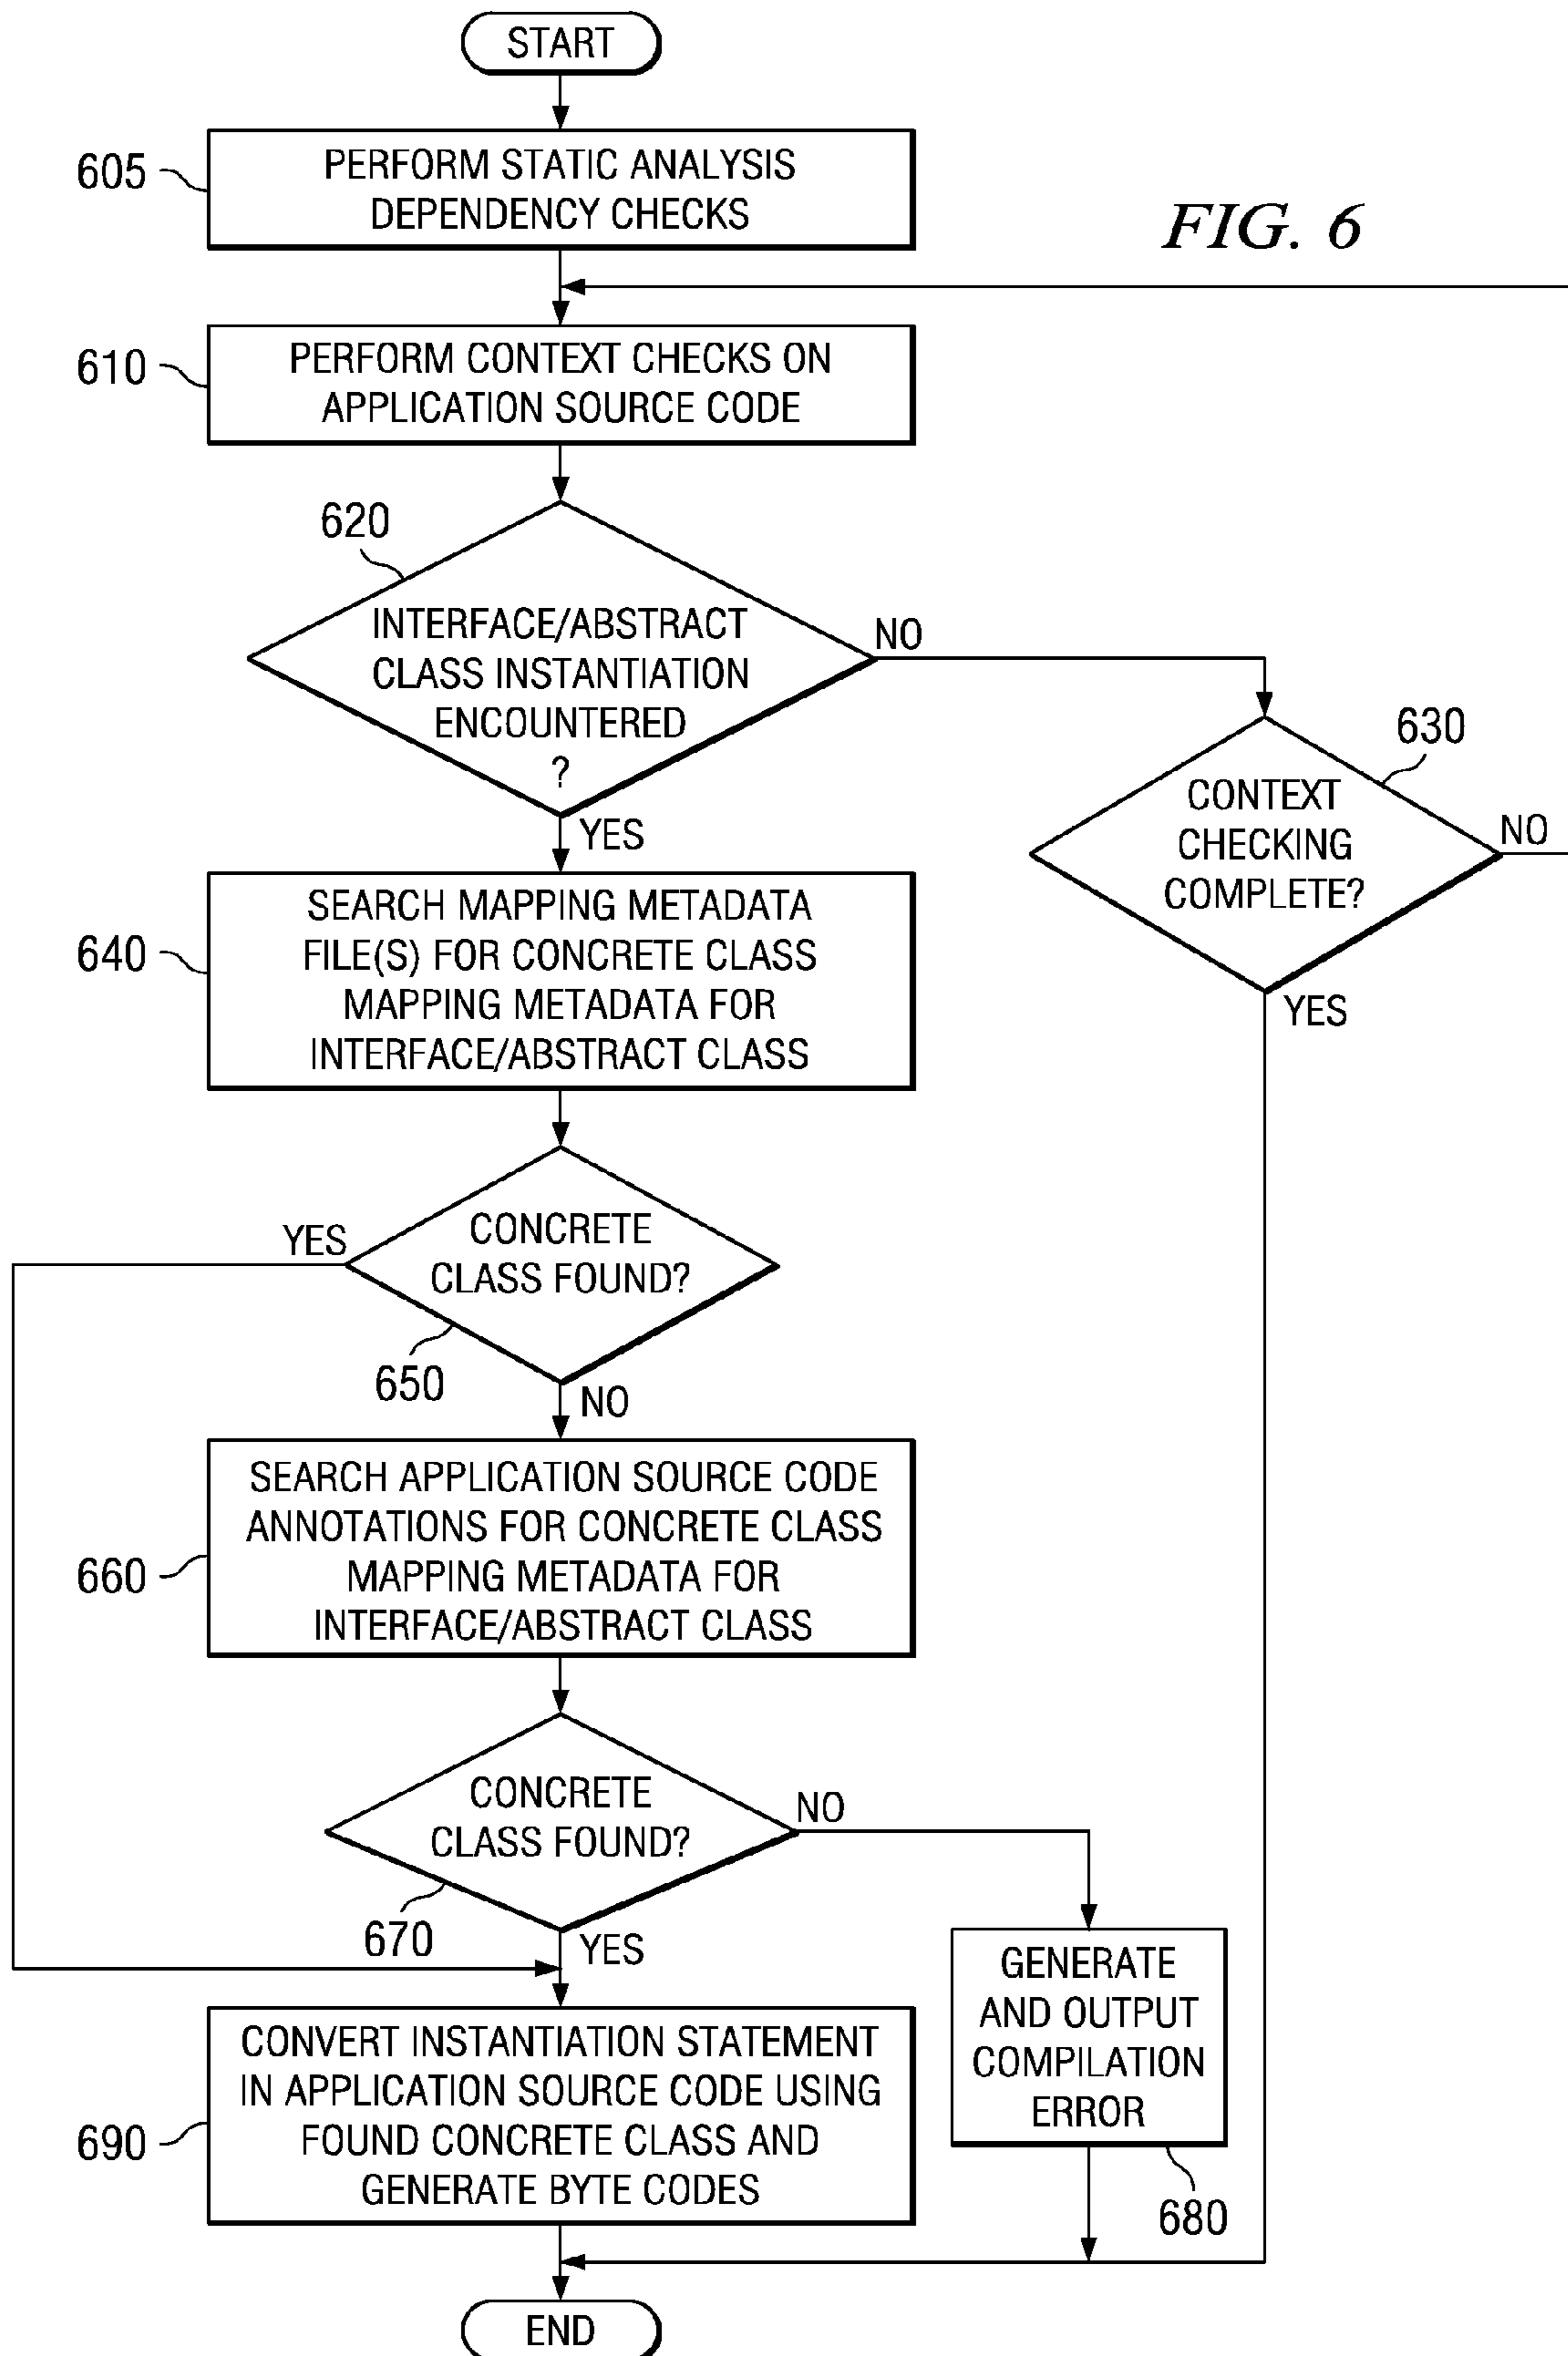 START
605
PERFORM STATIC ANALYSIS
DEPENDENCY CHECKS
FIG. 6
610
PERFORM CONTEXT CHECKS ON
APPLICATION SOURCE CODE
620
INTERFACE/ABSTRACT
CLASS INSTANTIATION
ENCOUNTERED
?
NO
YES
630
CONTEXT
CHECKING
COMPLETE?
NO
YES
640
SEARCH MAPPING METADATA
FILE(S) FOR CONCRETE CLASS
MAPPING METADATA FOR
INTERFACE/ABSTRACT CLASS
YES
CONCRETE
CLASS FOUND?
650
NO
660
SEARCH APPLICATION SOURCE CODE
ANNOTATIONS FOR CONCRETE CLASS
MAPPING METADATA FOR
INTERFACE/ABSTRACT CLASS
CONCRETE
CLASS FOUND?
NO
670
YES
GENERATE
AND OUTPUT
COMPILATION
ERROR
680
690
CONVERT INSTANTIATION STATEMENT
IN APPLICATION SOURCE CODE USING
FOUND CONCRETE CLASS AND
GENERATE BYTE CODES
END